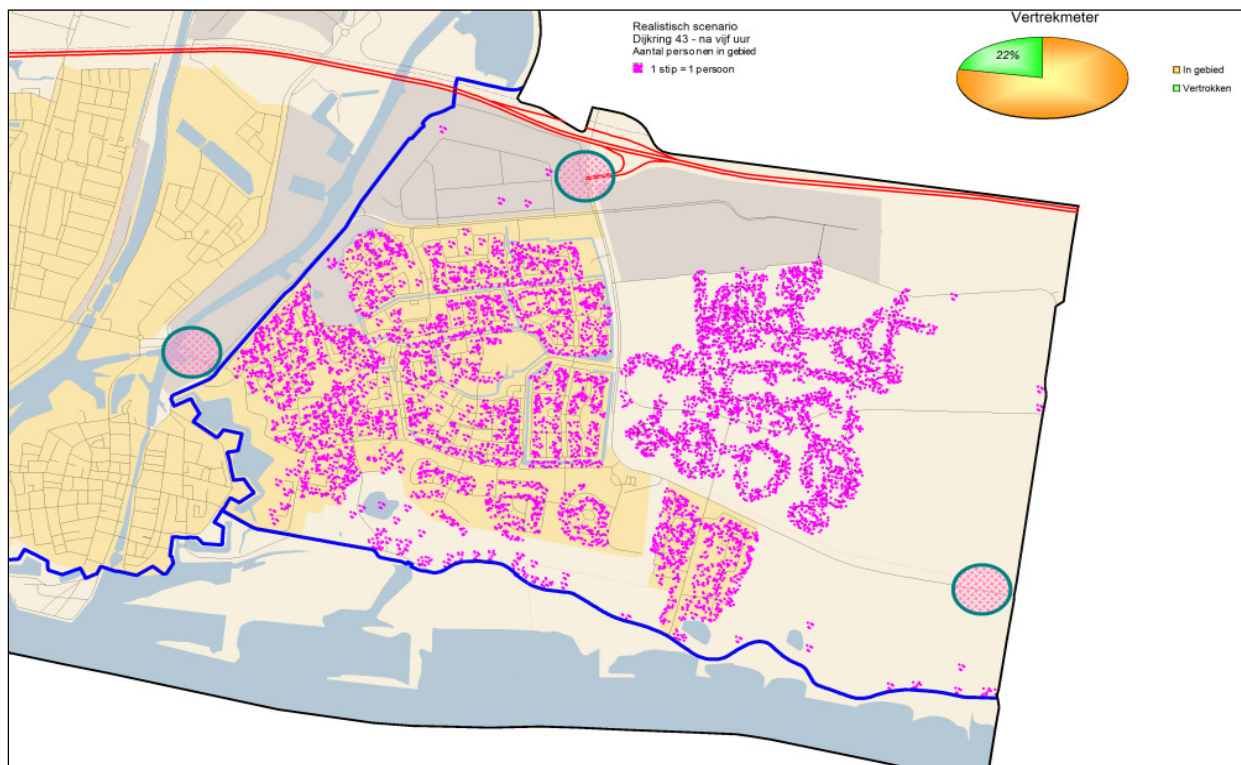 Realistisch scenario
Dijkring 43 - na vijf uur
Aantal personen in gebied
1 stip = 1 persoon
Vertrekmeter
22%
In gebied
Vertrokken